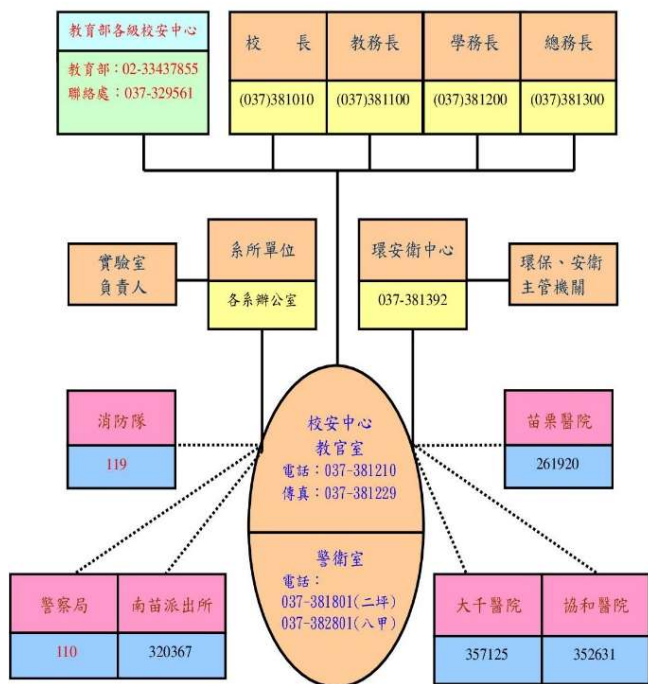 教育部各級校安中心
教育部：02-33437855
聯絡處：037-329561
校 長
(037)381010
教務長
(037)381100
學務長
(037)381200
總務長
(037)381300
實驗室
負責人
系所單位
各系辦公室
環安衛中心
037-381392
環保、安衛
主管機關
消防隊
119
校安中心
教官室
電話：037-381210
傳真：037-381229
苗栗醫院
261920
警衛室
電話：
037-381801(二坪)
037-382801(八甲)
警察局
110
南苗派出所
320367
大千醫院
357125
協和醫院
352631